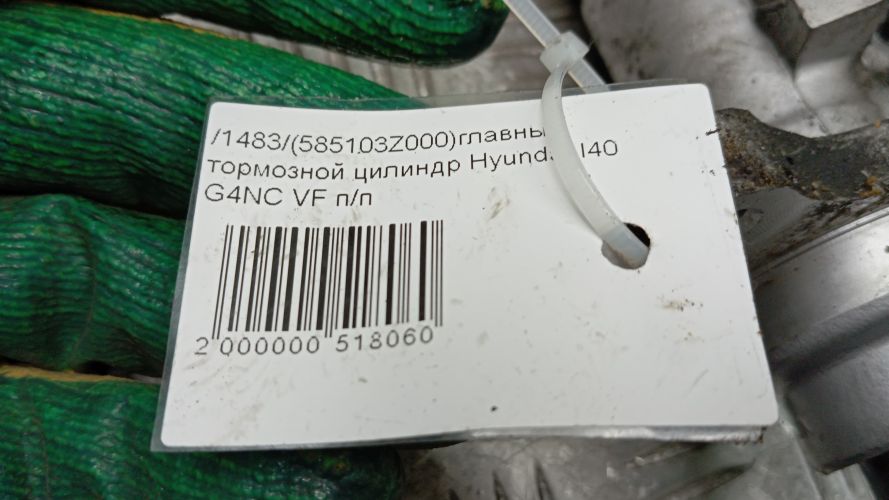 /1483/(585103Z000)главны
тормозной цилиндр Hyunda I40
G4NC VF п/п
2 000000 518060